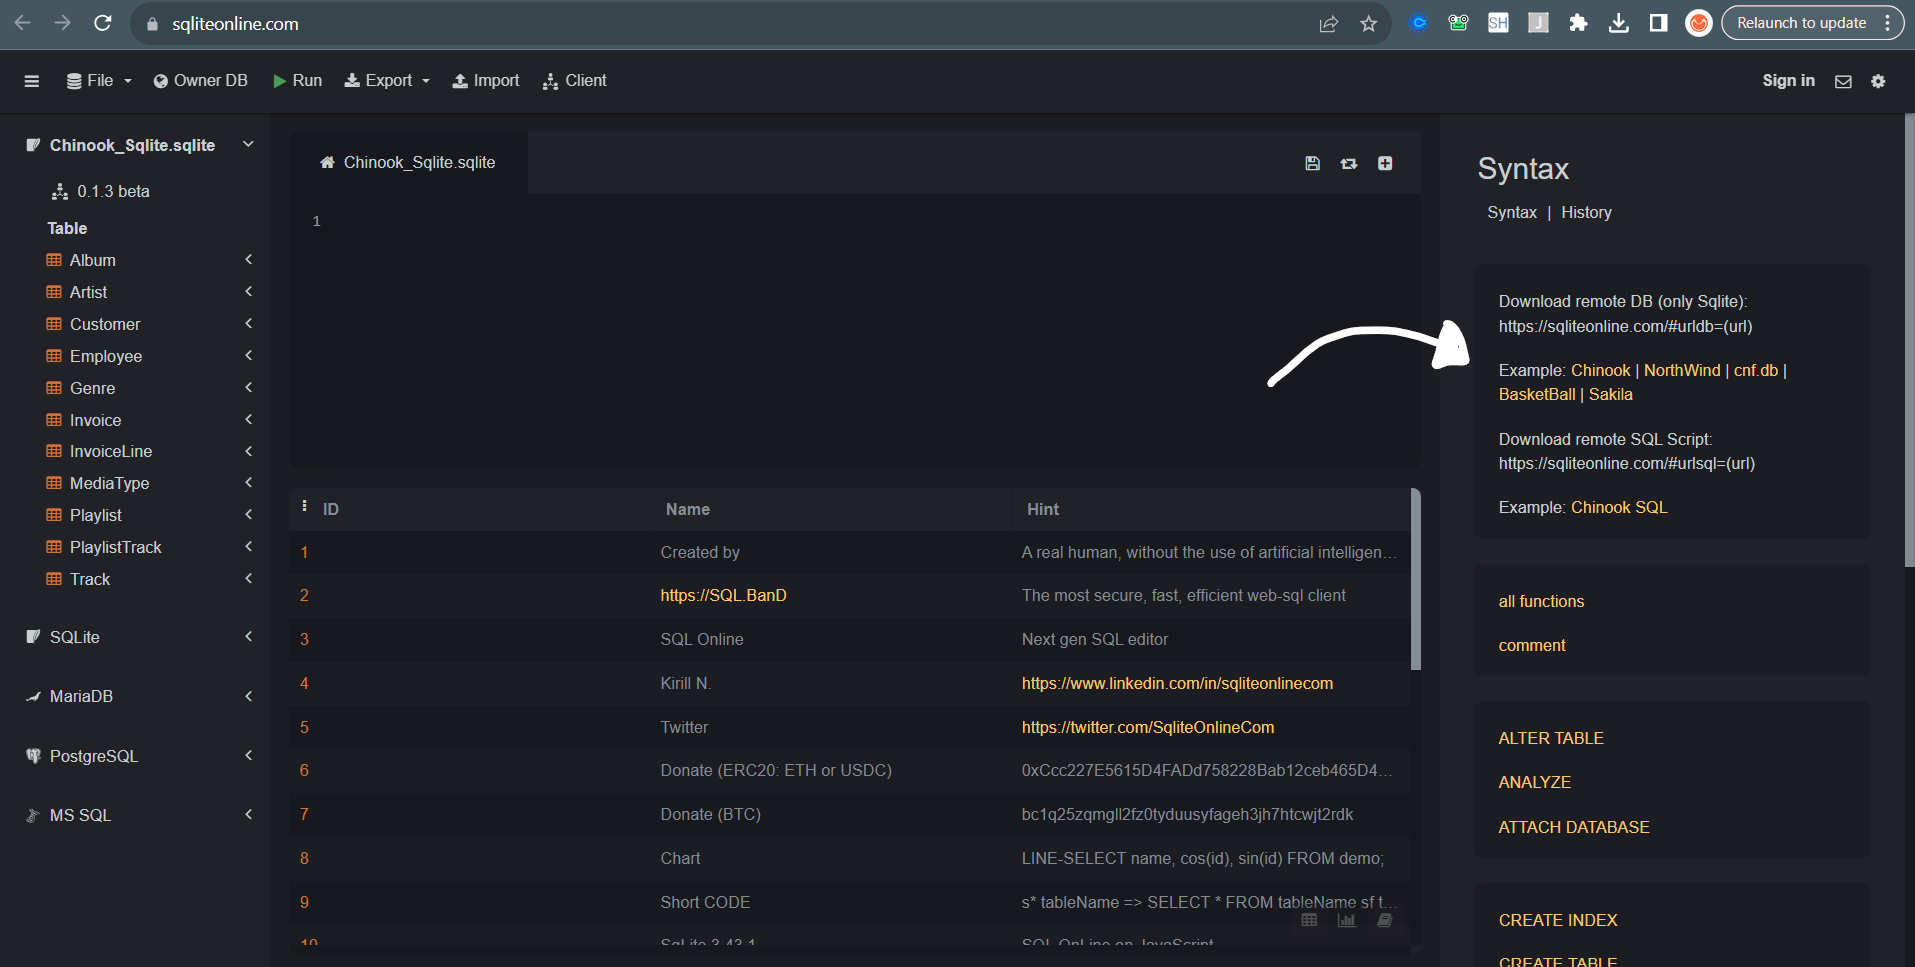 sqliteonline.com
Relaunch to update
File
Owner DB
Run
Export
Import
Client
Sign in
Chinook_Sqlite.sqlite
0.1.3 beta
Table
Album
Artist
Customer
Employee
Genre
Invoice
InvoiceLine
MediaType
Playlist
PlaylistTrack
Track
SQLite
MariaDB
PostgreSQL
MS SQL
Chinook_Sqlite.sqlite
1
ID Name Hint
1 Created by A real human, without the use of artificial intelligen...
2 https://SQL.BanD The most secure, fast, efficient web-sql client
3 SQL Online Next gen SQL editor
4 Kirill N. https://www.linkedin.com/in/sqliteonlinecom
5 Twitter https://twitter.com/SqliteOnlineCom
6 Donate (ERC20: ETH or USDC) 0xCcc227E5615D4FADd758228Bab12ceb465D4...
7 Donate (BTC) bc1q25zqmgll2fz0tyduusyfageh3jh7htcwjt2rdk
8 Chart LINE-SELECT name, cos(id), sin(id) FROM demo;
9 Short CODE s* tableName => SELECT * FROM tableName sf t...
10 SqLite 3.43.1 SQL OnLine on JavaScript
Syntax
Syntax | History
Download remote DB (only Sqlite):
https://sqliteonline.com/#urldb=(url)
Example: Chinook | NorthWind | cnf.db |
BasketBall | Sakila
Download remote SQL Script:
https://sqliteonline.com/#urlsql=(url)
Example: Chinook SQL
all functions
comment
ALTER TABLE
ANALYZE
ATTACH DATABASE
CREATE INDEX
CREATE TABLE